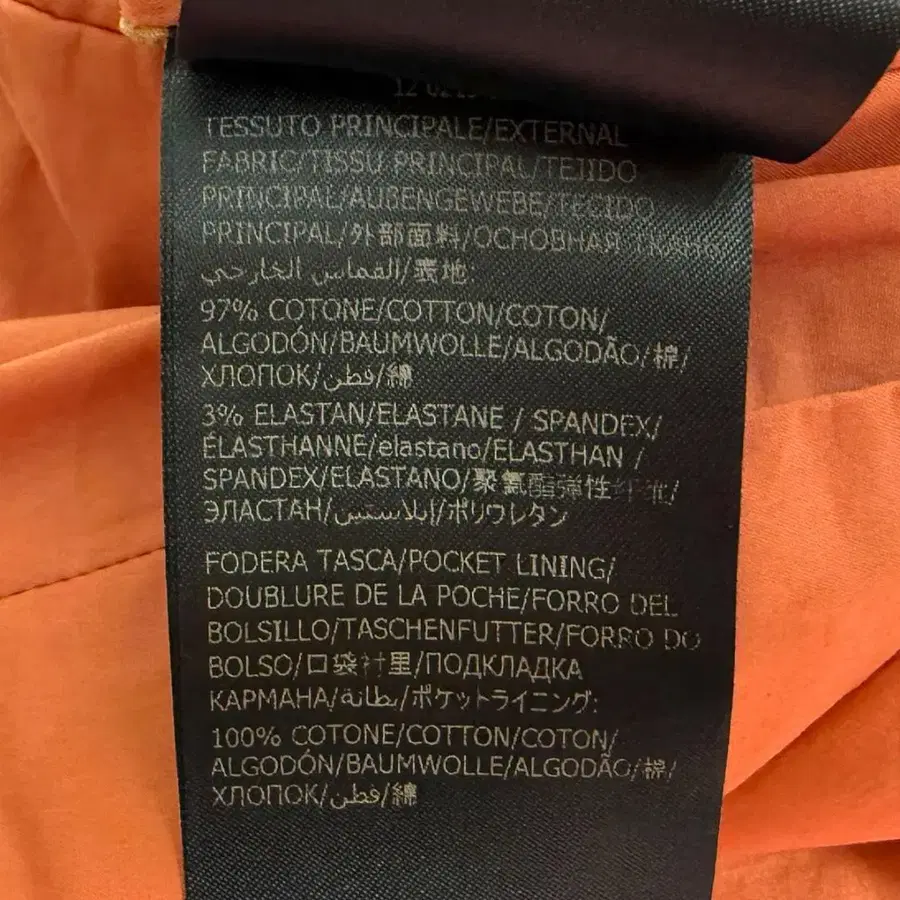 TESSUTO PRINCIPALE/EXTERNAL
FABRIC/TISSU PRINCIPAL/TEJIDO
PRINCIPAL/AUßENGEWEBE/TECIDO
PRINCIPAL/外部面料/ОСНОВНАЯ ТКАНЬ
القماس الخارجي/表地:
97% COTONE/COTTON/COTON/
ALGODÓN/BAUMWOLLE/ALGODÃO/棉/
ХЛОПОК/قطن/綿
3% ELASTAN/ELASTANE / SPANDEX/
ÉLASTHANNE/elastano/ELASTHAN /
SPANDEX/ELASTANO/聚氨酯弹性纤维/
ЭЛАСТАН/إيلاستيس/ポリウレタン
FODERA TASCA/POCKET LINING/
DOUBLURE DE LA POCHE/FORRO DEL
BOLSILLO/TASCHENFUTTER/FORRO DO
BOLSO/口袋衬里/ПОДКЛАДКА
КАРМАНА/بطانة/ポケットライニング:
100% COTONE/COTTON/COTON/
ALGODÓN/BAUMWOLLE/ALGODÃO/棉/
ХЛОПОК/قطن/綿